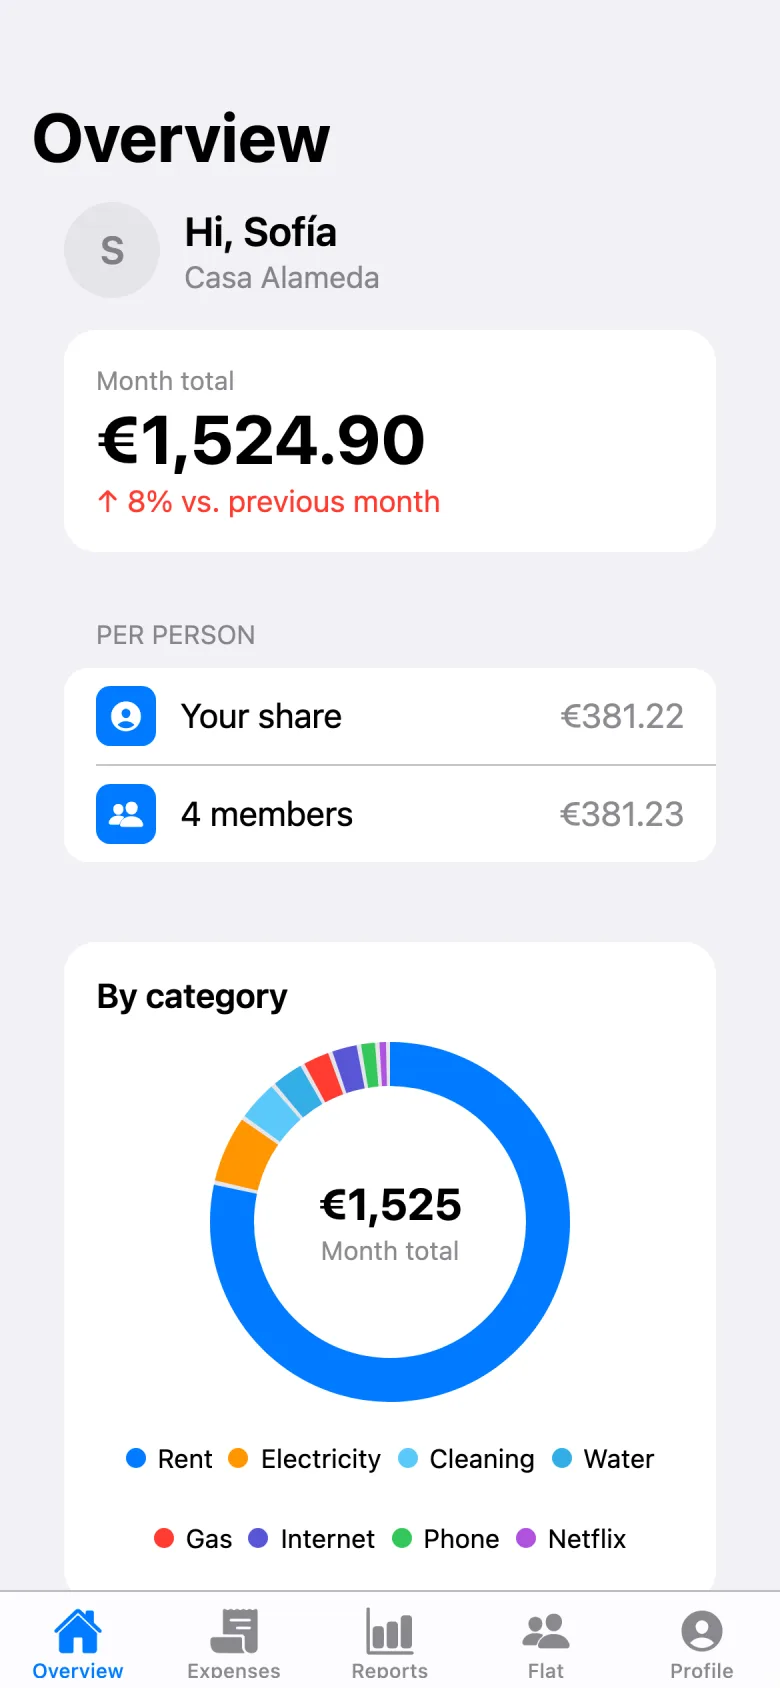 Overview
S
Hi, Sofía
Casa Alameda
Month total
€1,524.90
↑ 8% vs. previous month
PER PERSON
Your share €381.22
4 members €381.23
By category
€1,525
Month total
Rent Electricity Cleaning Water
Gas Internet Phone Netflix
Overview Expenses Reports Flat Profile